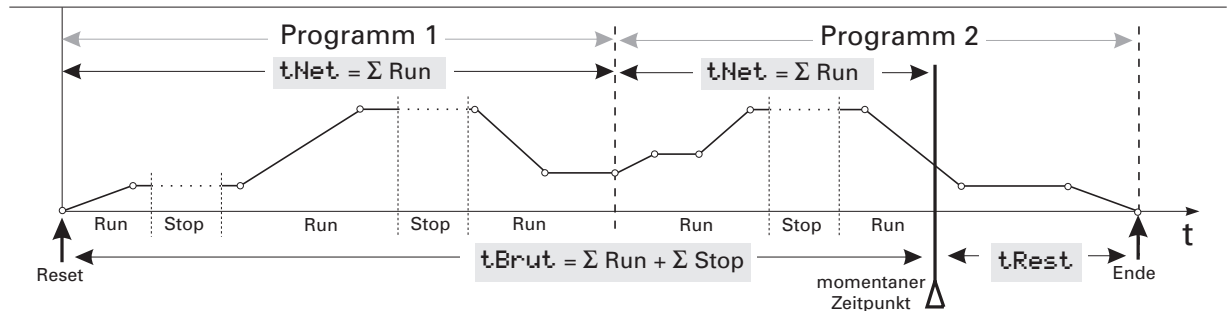 Programm 1
Programm 2
tNet = Σ Run
tNet = Σ Run
Run
Stop
Run
Stop
Run
Run
Stop
Run
t
Reset
tBrut = Σ Run + Σ Stop
tRest
momentaner
Zeitpunkt
Ende